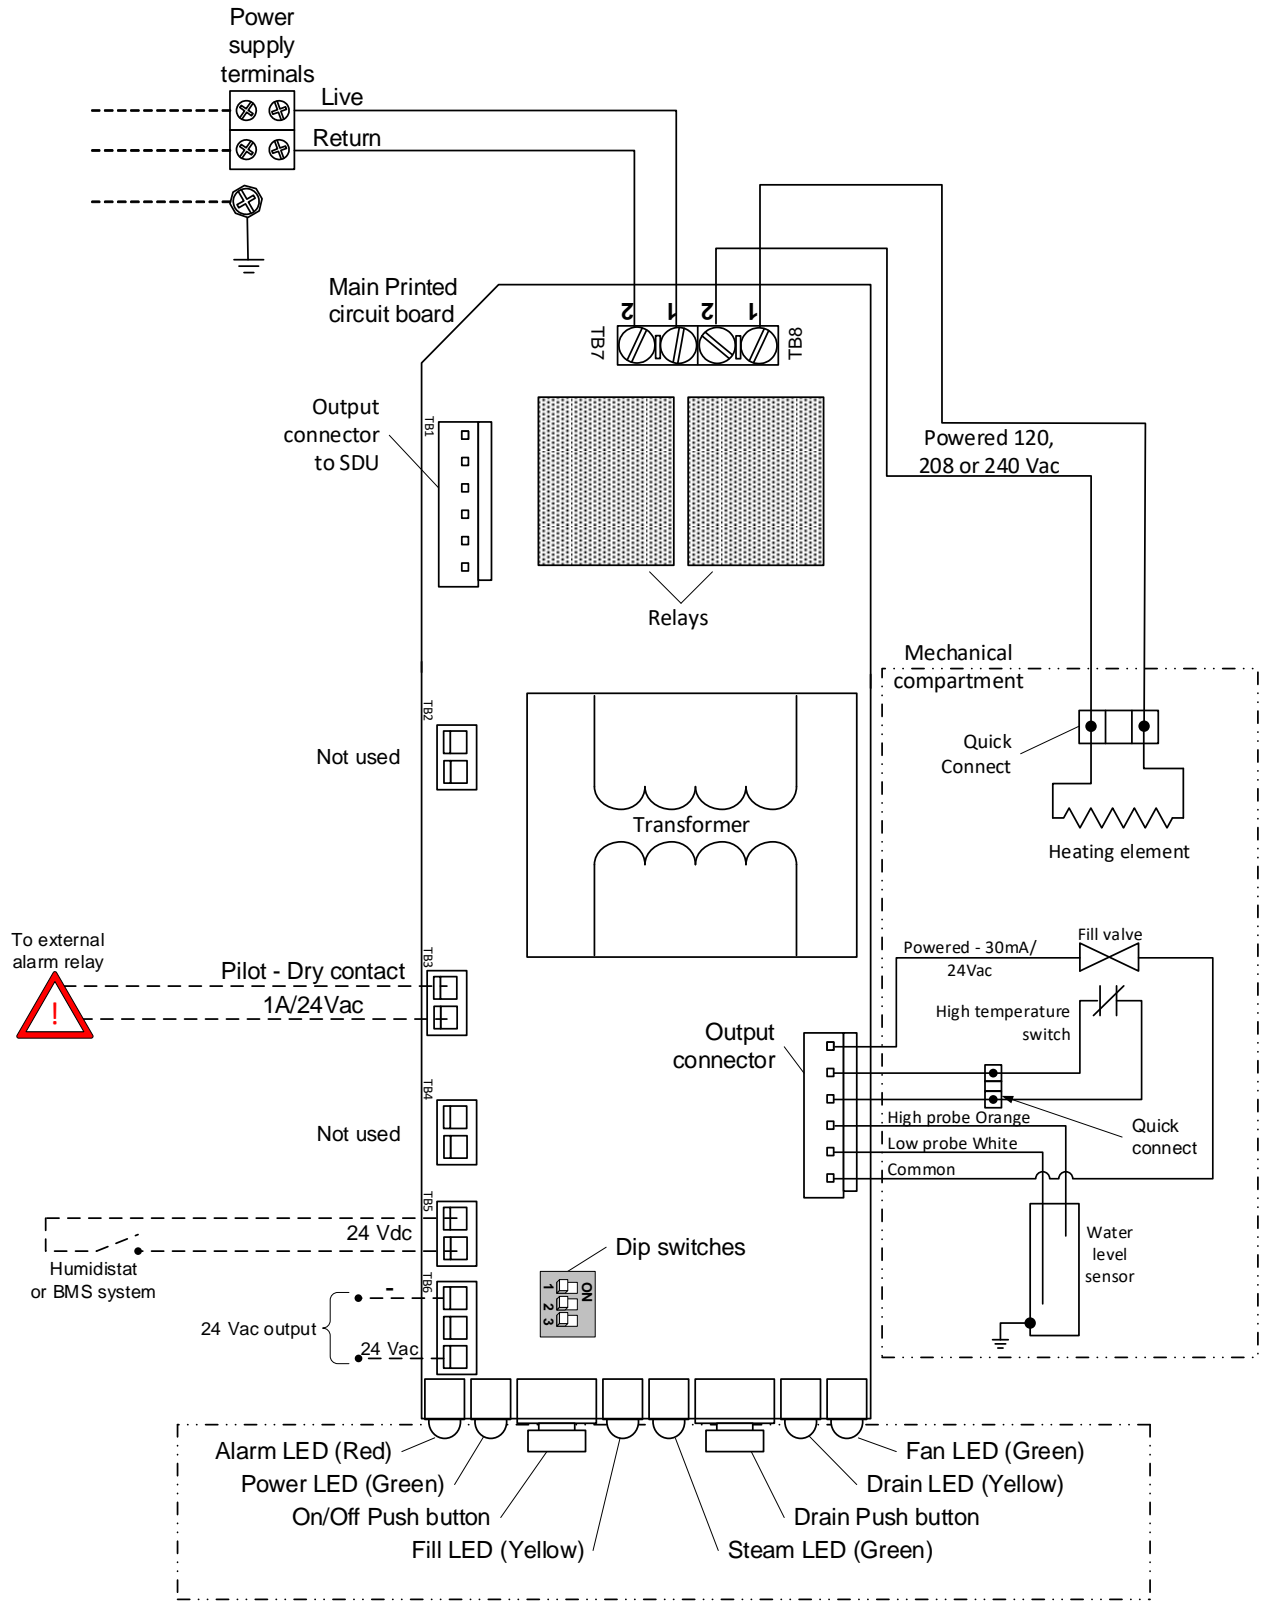 Power
supply
terminals
Live
Return
Main Printed
circuit board
2
1
2
1
TB7
TB8
Output
connector
to SDU
TB1
Powered 120,
208 or 240 Vac
Relays
Mechanical
compartment
TB2
Not used
Quick
Connect
Transformer
Heating element
To external
alarm relay
!
Pilot - Dry contact
1A/24Vac
TB3
Fill valve
Powered - 30mA/
24Vac
High temperature
switch
Output
connector
TB4
Not used
High probe Orange
Low probe White
Common
Quick
connect
TB5
24 Vdc
Humidistat
or BMS system
Dip switches
Water
level
sensor
TB6
-
24 Vac output
24 Vac
ON
1
2
3
Alarm LED (Red)
Fan LED (Green)
Power LED (Green)
Drain LED (Yellow)
On/Off Push button
Drain Push button
Fill LED (Yellow)
Steam LED (Green)